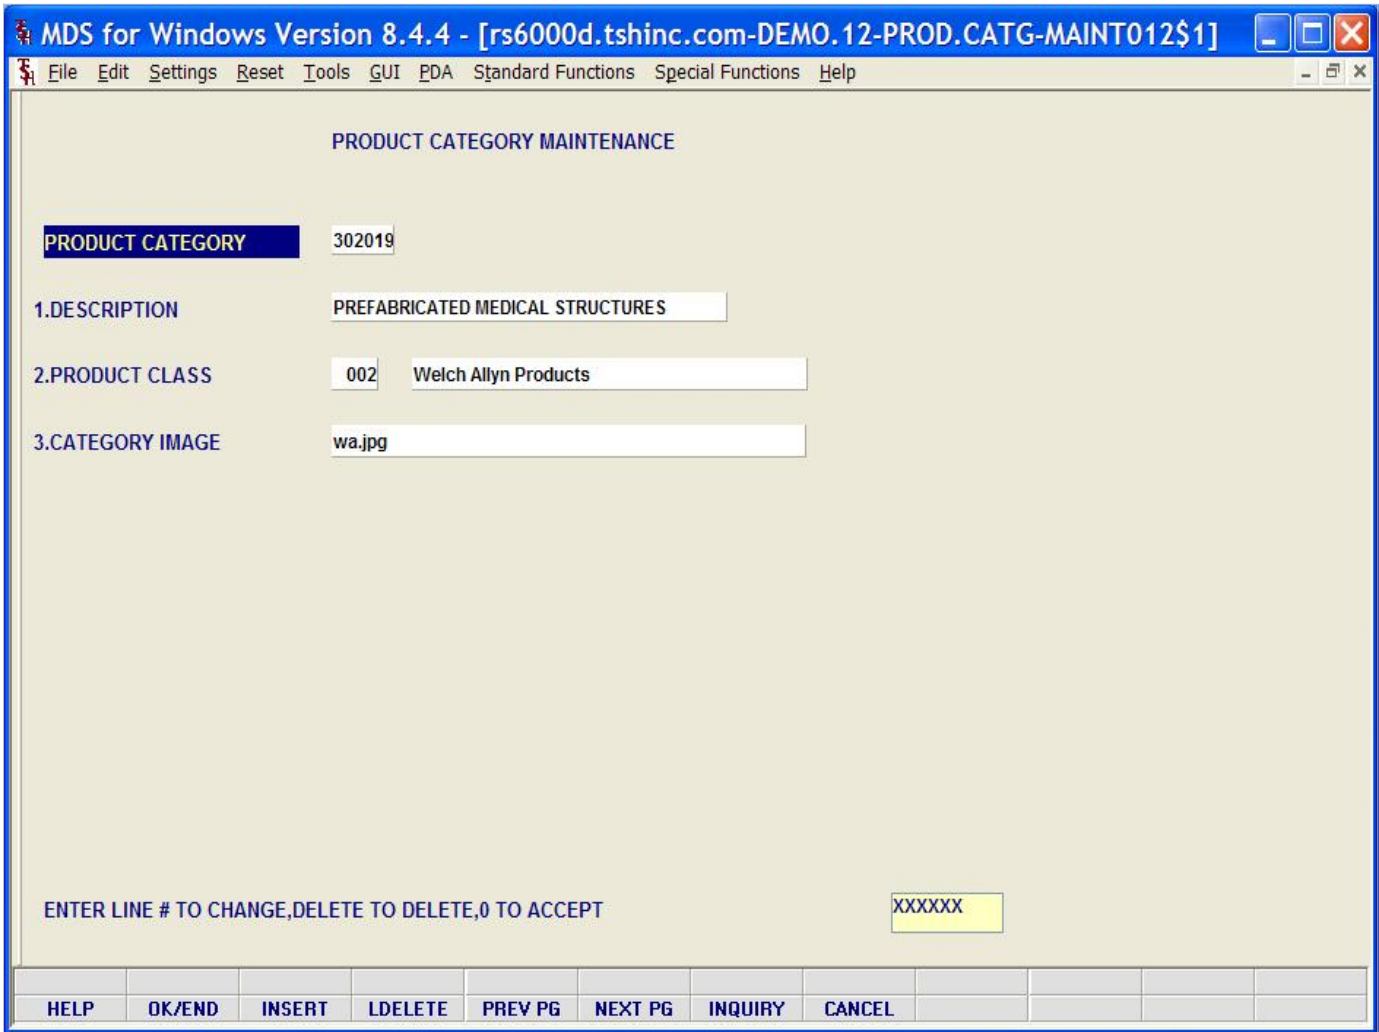 MDS for Windows Version 8.4.4 - [rs6000d.tshinc.com-DEMO.12-PROD.CATG-MAINT012$1]
File Edit Settings Reset Tools GUI PDA Standard Functions Special Functions Help
PRODUCT CATEGORY MAINTENANCE
PRODUCT CATEGORY 302019
1.DESCRIPTION PREFABRICATED MEDICAL STRUCTURES
2.PRODUCT CLASS 002 Welch Allyn Products
3.CATEGORY IMAGE wa.jpg
ENTER LINE # TO CHANGE,DELETE TO DELETE,0 TO ACCEPT XXXXXX
HELP OK/END INSERT LDELETE PREV PG NEXT PG INQUIRY CANCEL